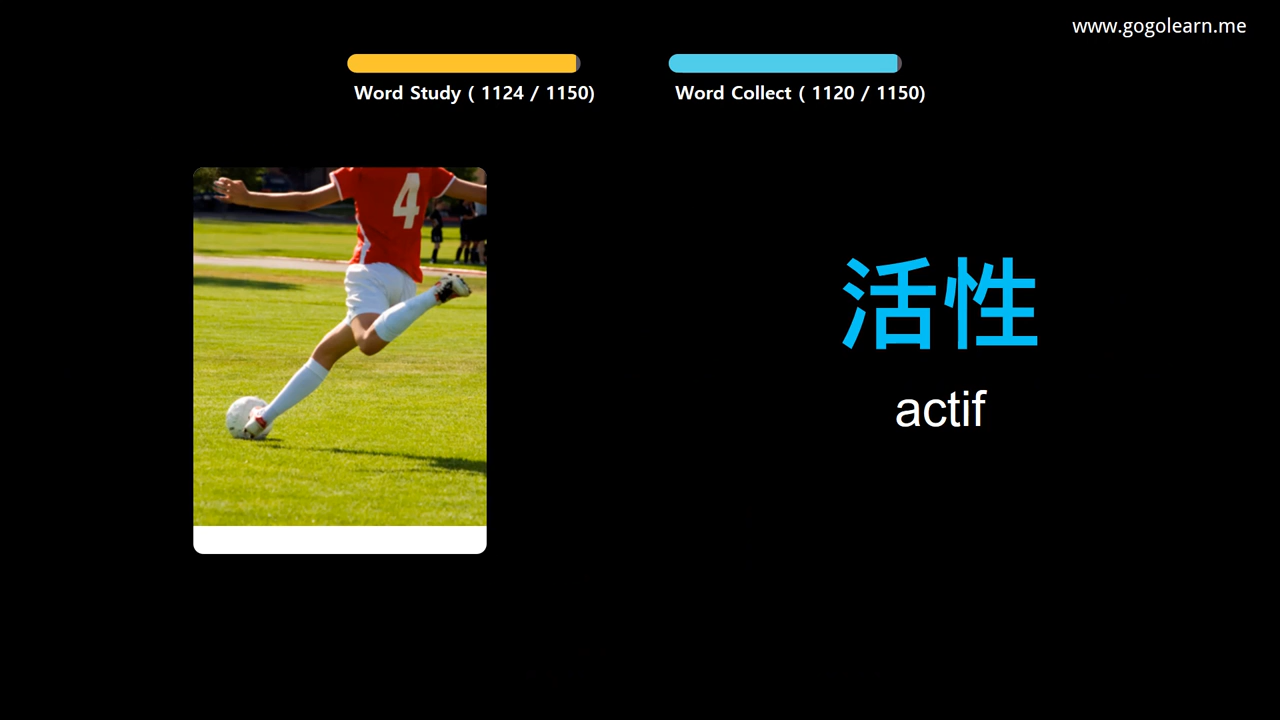 www.gogolearn.me
Word Study ( 1124 / 1150)
Word Collect ( 1120 / 1150)
4
活性
actif